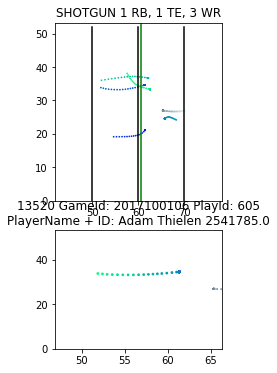 SHOTGUN 1 RB, 1 TE, 3 WR
50
40
30
20
10
0
50 60 70
13520 GameId: 2017100106 PlayId: 605
PlayerName + ID: Adam Thielen 2541785.0
40
20
0
50 55 60 65